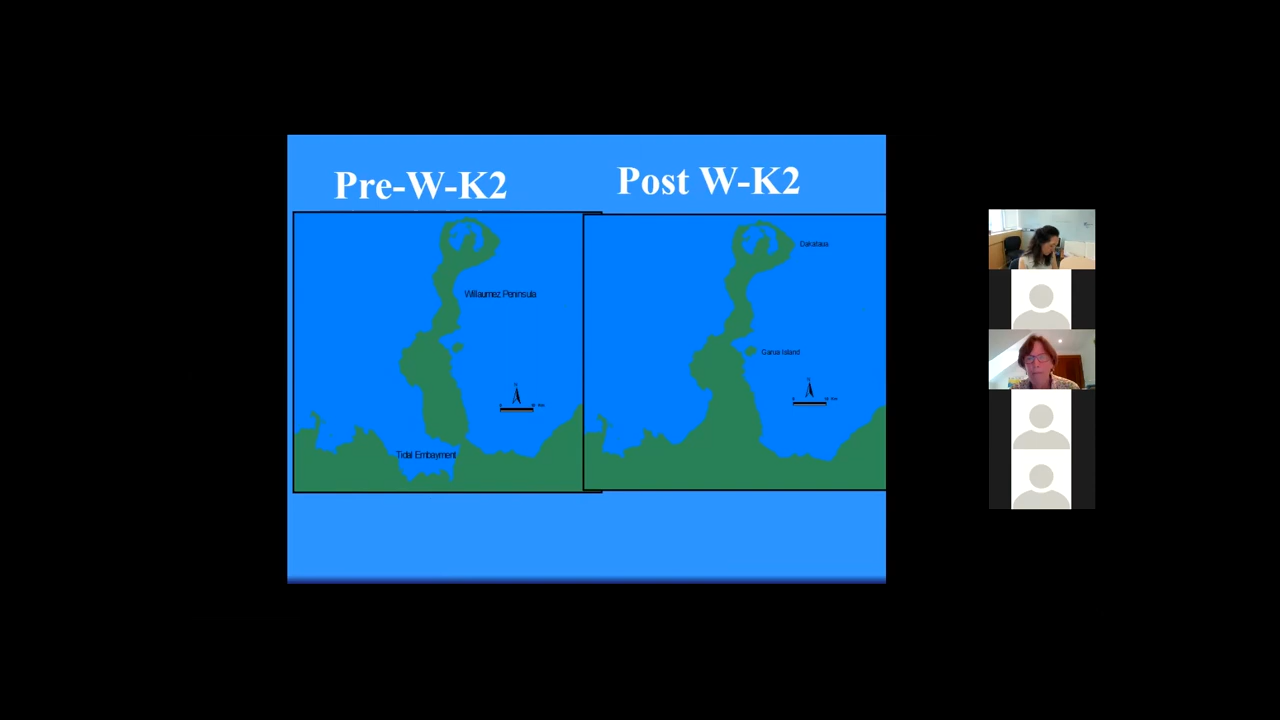 Pre-W-K2
Post W-K2
Willaumez Peninsula
Tidal Embayment
Dakataua
Garua Island